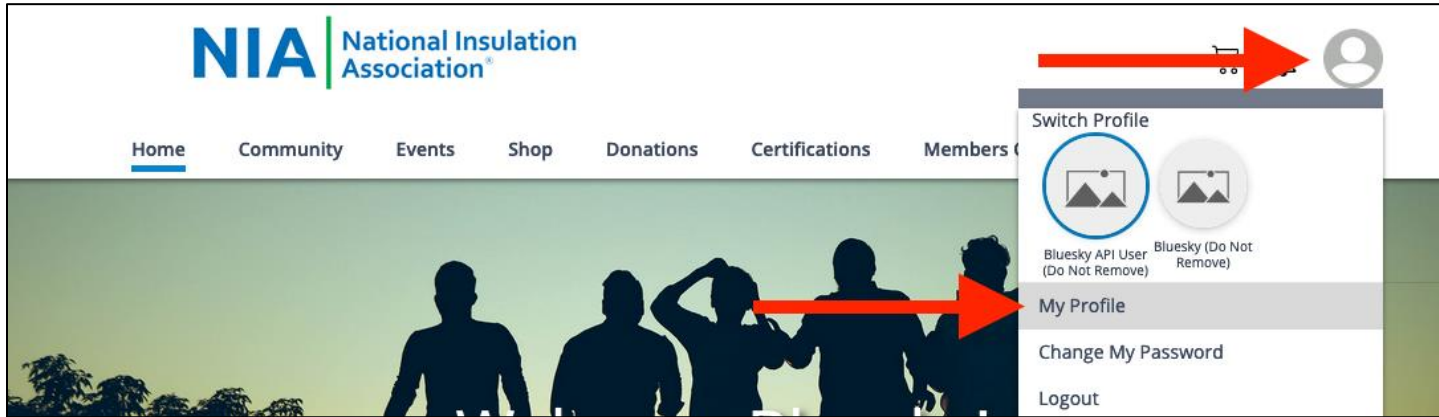 NIA National Insulation
Association®
Switch Profile
Home Community Events Shop Donations Certifications Members
Bluesky API User
(Do Not Remove)
Bluesky (Do Not
Remove)
My Profile
Change My Password
Logout